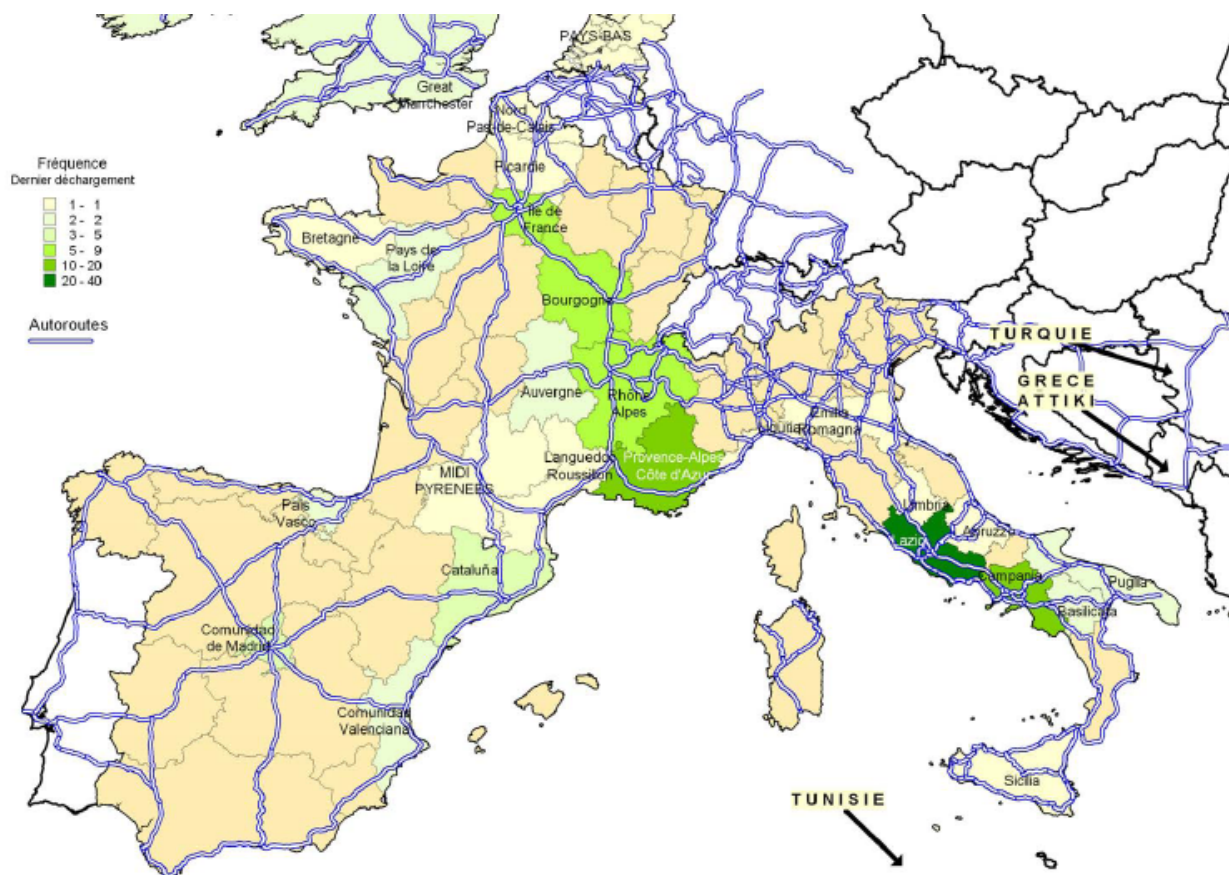 PAYS-BAS
Great
Manchester
Nord
Pas-de-Calais
Fréquence
Dernier déchargement
1 - 1
2 - 2
3 - 5
5 - 9
10 - 20
20 - 40
Autoroutes
Picardie
Ile de
France
Bretagne
Pays de
la Loire
Bourgogne
TURQUIE
GRECE
ATTIKI
Auvergne
Rhône
Alpes
Liguria
Emilia
Romagna
Languedoc
Roussillon
Provence-Alpes
Côte d'Azur
MIDI
PYRENEES
Pais
Vasco
Umbria
Lazio
Abruzzo
Cataluña
Campania
Puglia
Basilicata
Comunidad
de Madrid
Comunidad
Valenciana
Sicilia
TUNISIE